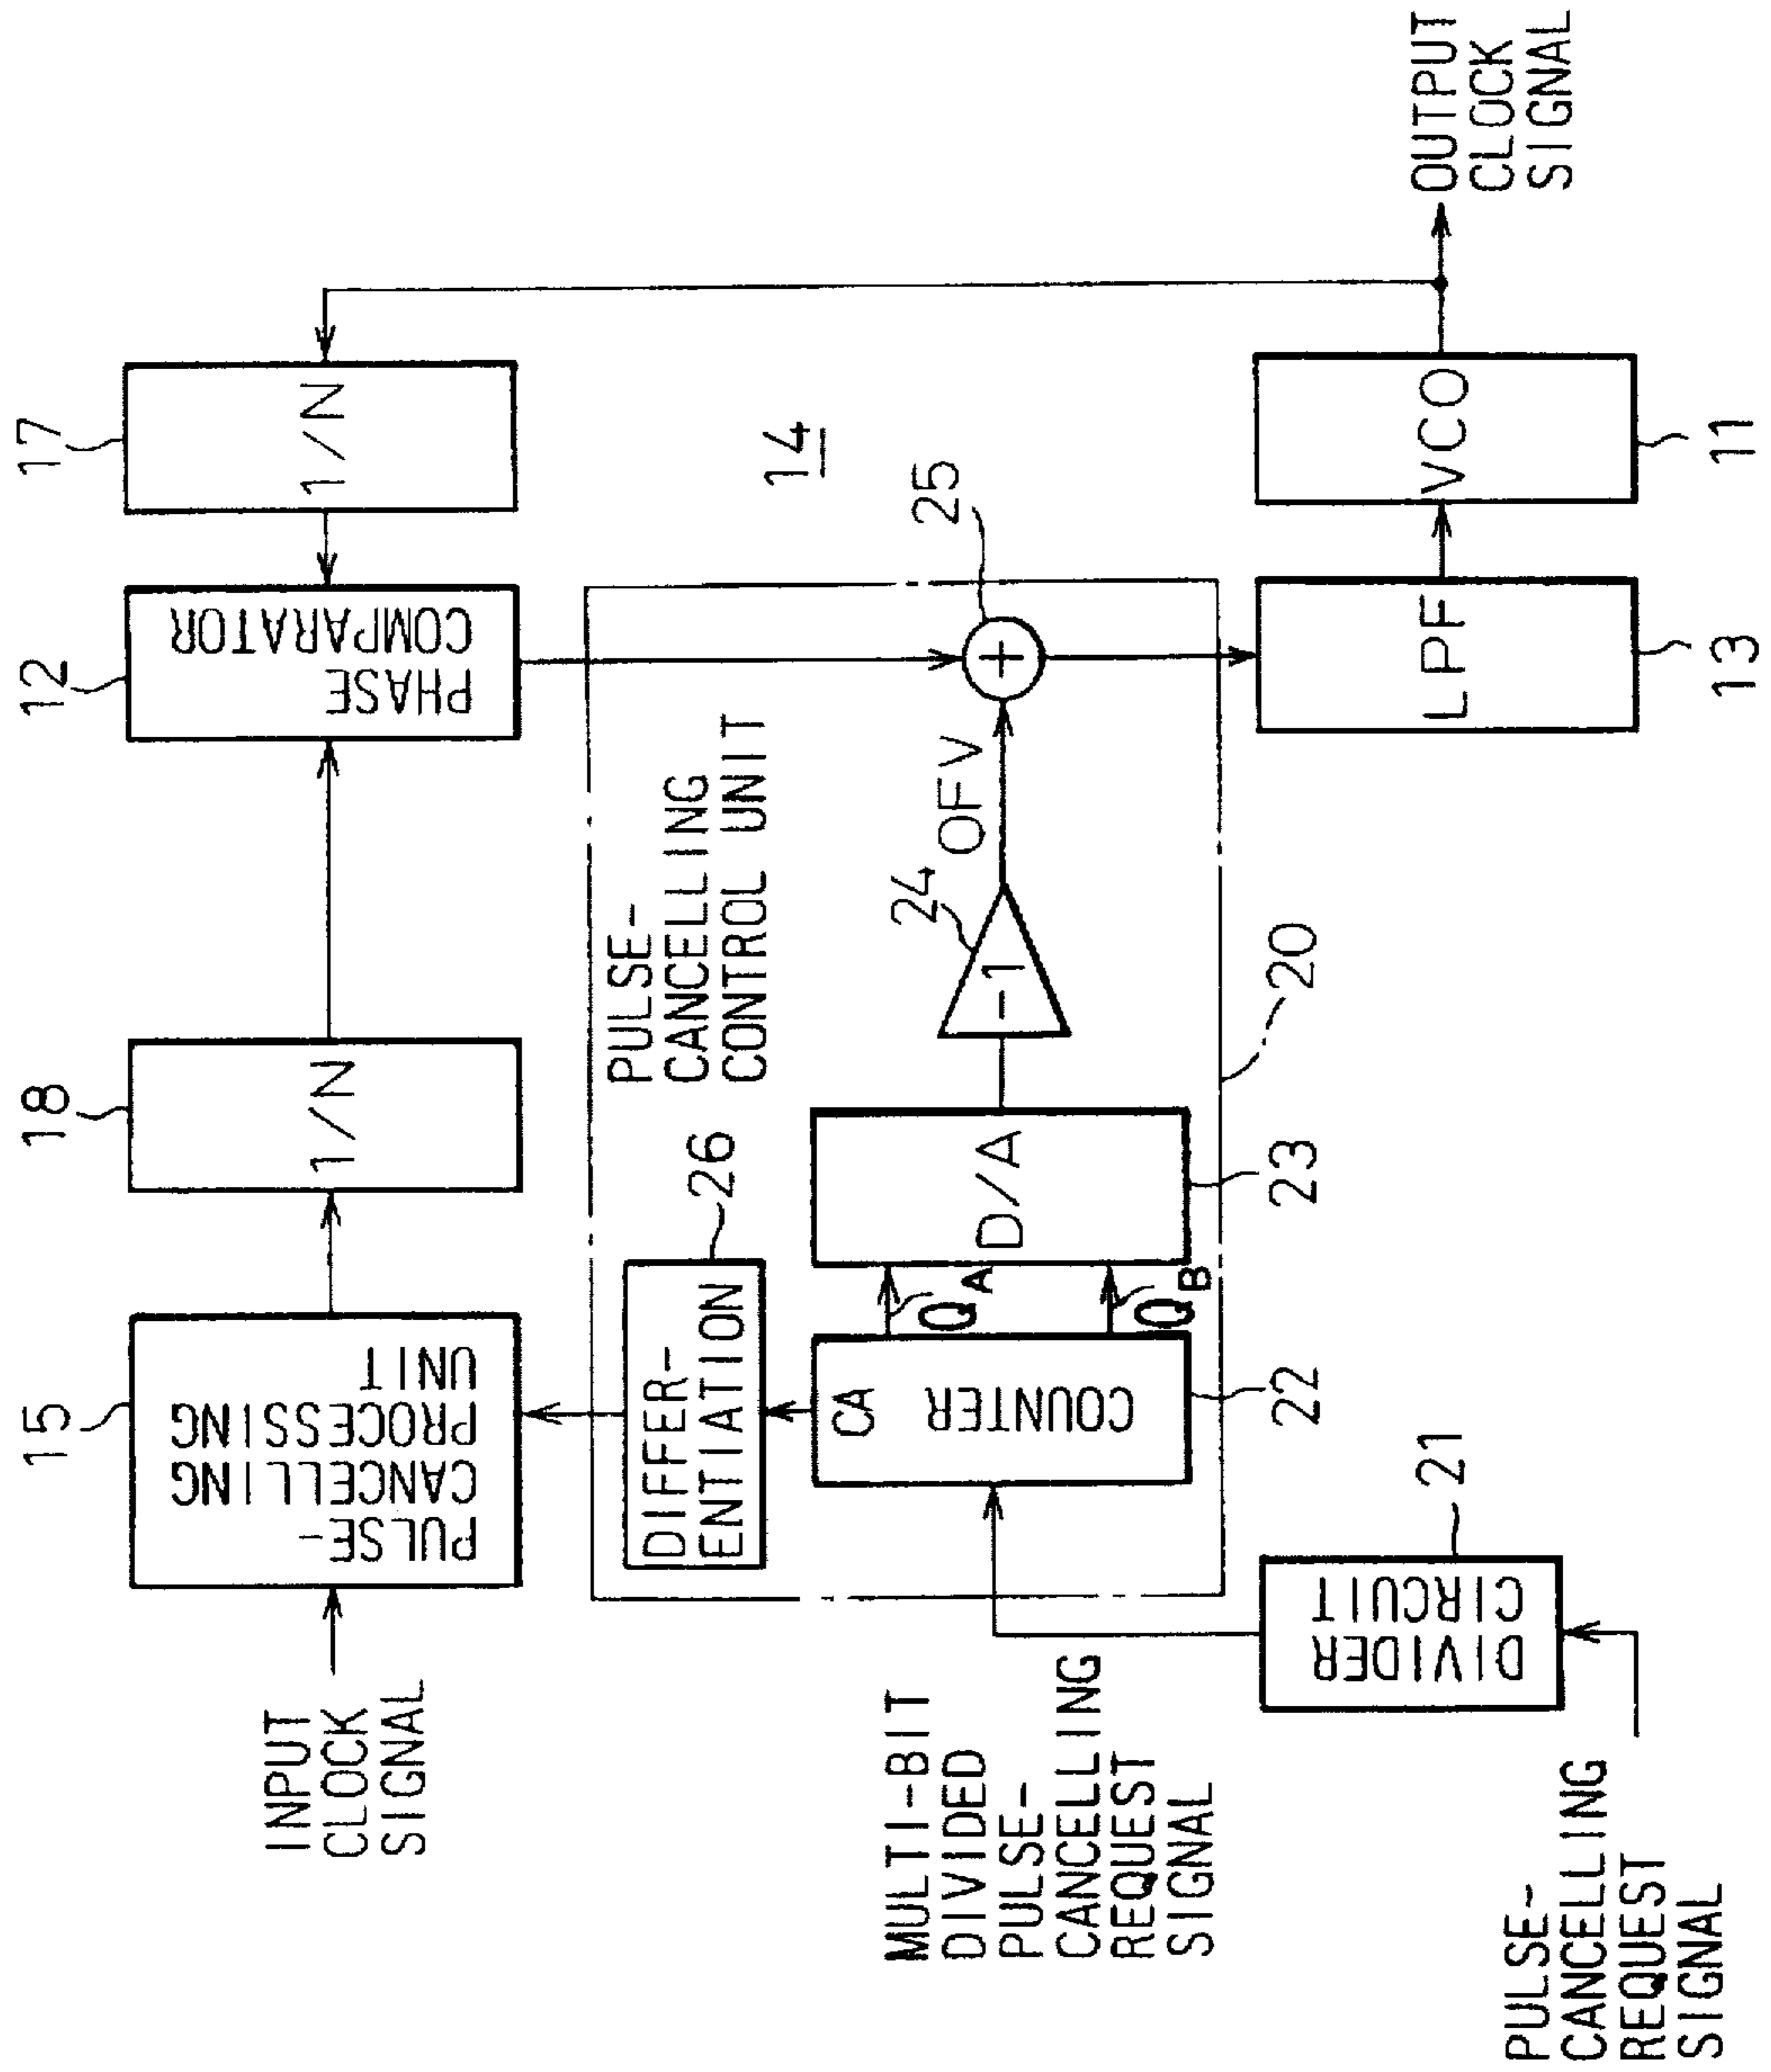 INPUT
CLOCK
SIGNAL
15
PULSE-
CANCELLING
PROCESSING
UNIT
18
1/N
12
PHASE
COMPARATOR
17
1/N
PULSE-
CANCELLING
CONTROL UNIT
DIFFER-
ENTIATION
26
14
MULTI-BIT
DIVIDED
PULSE-
CANCELLING
REQUEST
SIGNAL
CA
COUNTER
22
QA
QB
D/A
23
24
-1
OFV
25
+
20
PULSE-
CANCELLING
REQUEST
SIGNAL
DIVIDER
CIRCUIT
21
LPF
13
VCO
11
OUTPUT
CLOCK
SIGNAL